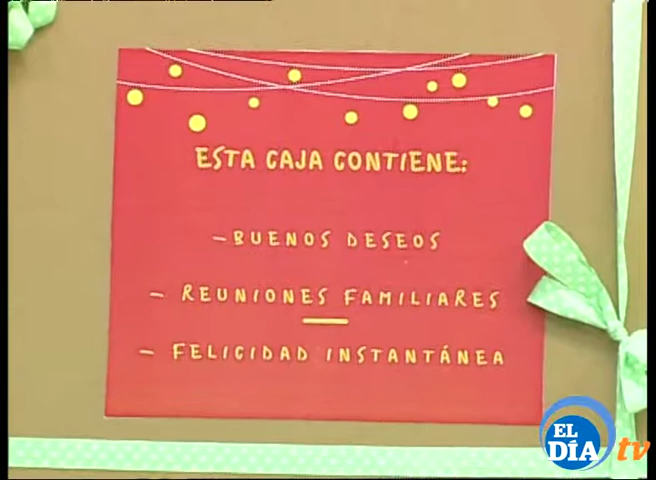 ESTA CAJA CONTIENE:
-BUENOS DESEOS
- REUNIONES FAMILIARES
- FELICIDAD INSTANTÁNEA
EL
DÍA tv